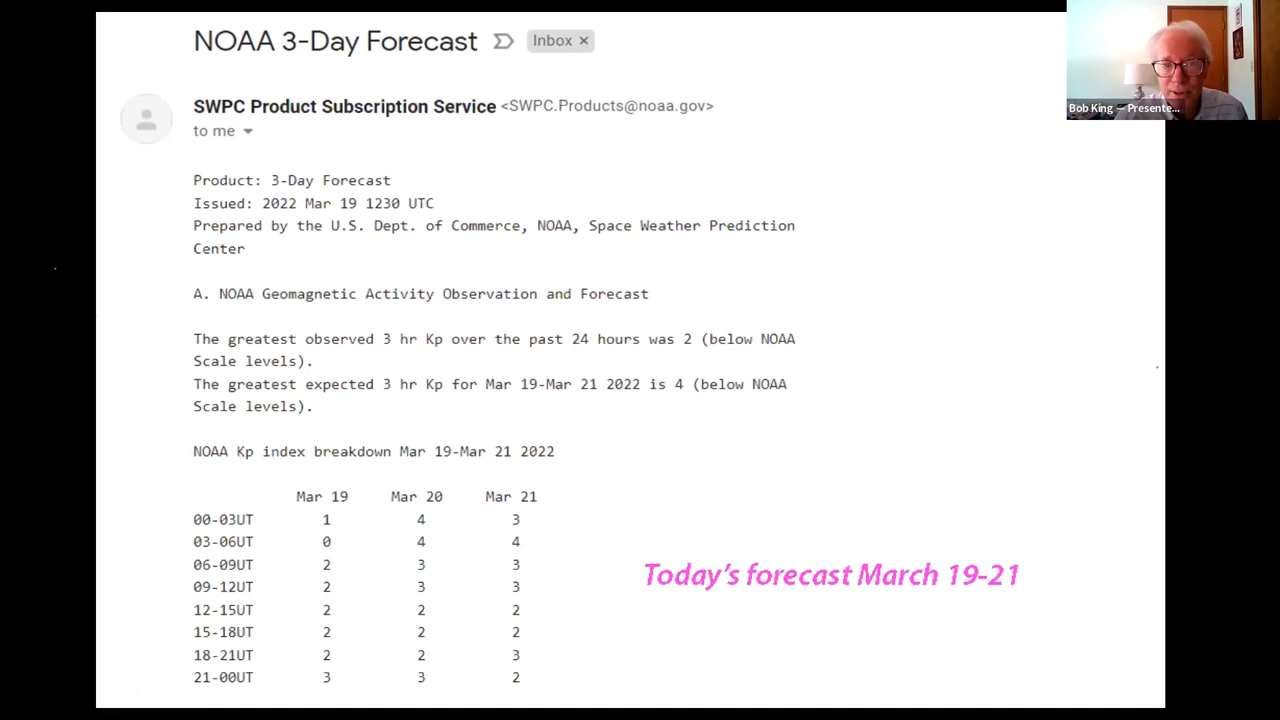 NOAA 3-Day Forecast Inbox ×
SWPC Product Subscription Service <SWPC.Products@noaa.gov>
to me
Product: 3-Day Forecast
Issued: 2022 Mar 19 1230 UTC
Prepared by the U.S. Dept. of Commerce, NOAA, Space Weather Prediction
Center
A. NOAA Geomagnetic Activity Observation and Forecast
The greatest observed 3 hr Kp over the past 24 hours was 2 (below NOAA
Scale levels).
The greatest expected 3 hr Kp for Mar 19-Mar 21 2022 is 4 (below NOAA
Scale levels).
NOAA Kp index breakdown Mar 19-Mar 21 2022
Mar 19 Mar 20 Mar 21
00-03UT 1 4 3
03-06UT 0 4 4
06-09UT 2 3 3
09-12UT 2 3 3
12-15UT 2 2 2
15-18UT 2 2 2
18-21UT 2 2 3
21-00UT 3 3 2
Today's forecast March 19-21
Bob King — Presente...